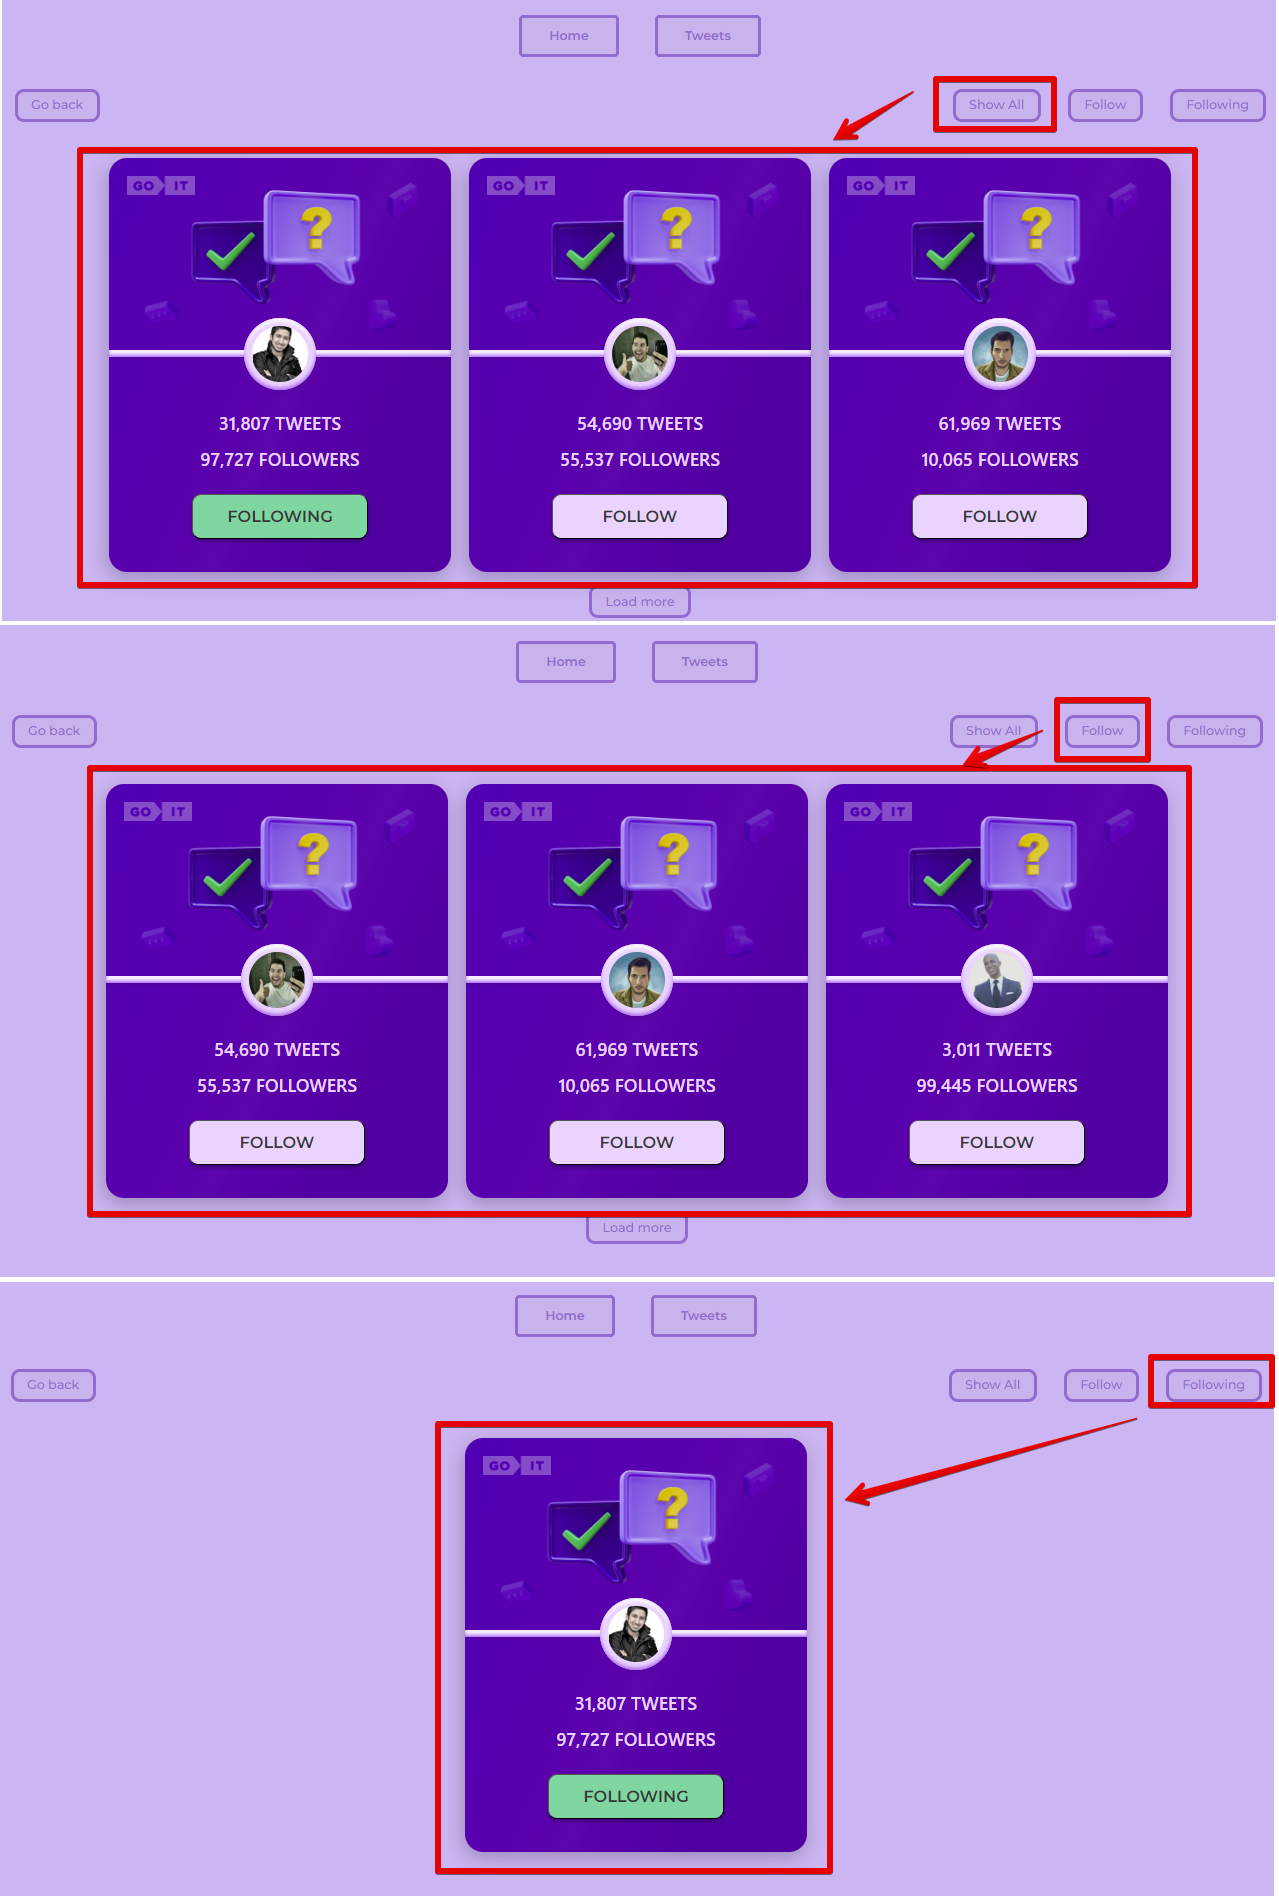 Home Tweets
Go back Show All Follow Following
GO IT GO IT GO IT
31,807 TWEETS 54,690 TWEETS 61,969 TWEETS
97,727 FOLLOWERS 55,537 FOLLOWERS 10,065 FOLLOWERS
FOLLOWING FOLLOW FOLLOW
Load more
Home Tweets
Go back Show All Follow Following
GO IT GO IT GO IT
54,690 TWEETS 61,969 TWEETS 3,011 TWEETS
55,537 FOLLOWERS 10,065 FOLLOWERS 99,445 FOLLOWERS
FOLLOW FOLLOW FOLLOW
Load more
Home Tweets
Go back Show All Follow Following
GO IT
31,807 TWEETS
97,727 FOLLOWERS
FOLLOWING